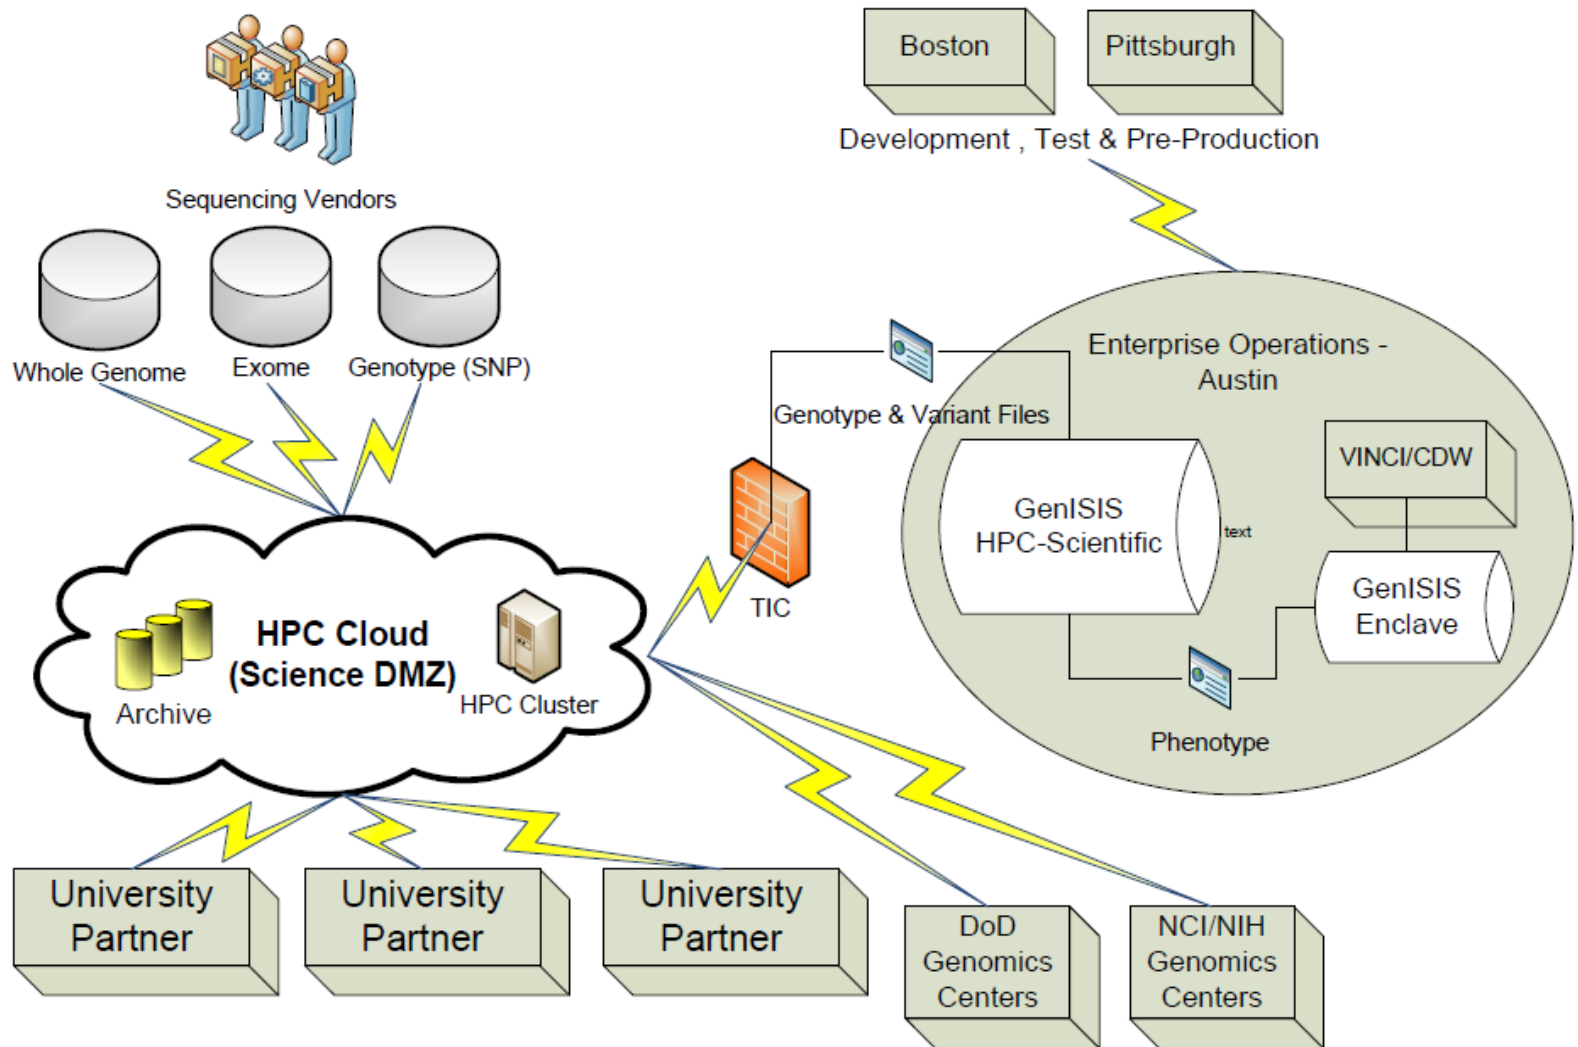 Boston
Pittsburgh
Development , Test & Pre-Production
Sequencing Vendors
Whole Genome
Exome
Genotype (SNP)
Enterprise Operations -
Austin
Genotype & Variant Files
VINCI/CDW
GenISIS
HPC-Scientific
text
GenISIS
Enclave
TIC
Phenotype
HPC Cloud
(Science DMZ)
Archive
HPC Cluster
University
Partner
University
Partner
University
Partner
DoD
Genomics
Centers
NCI/NIH
Genomics
Centers